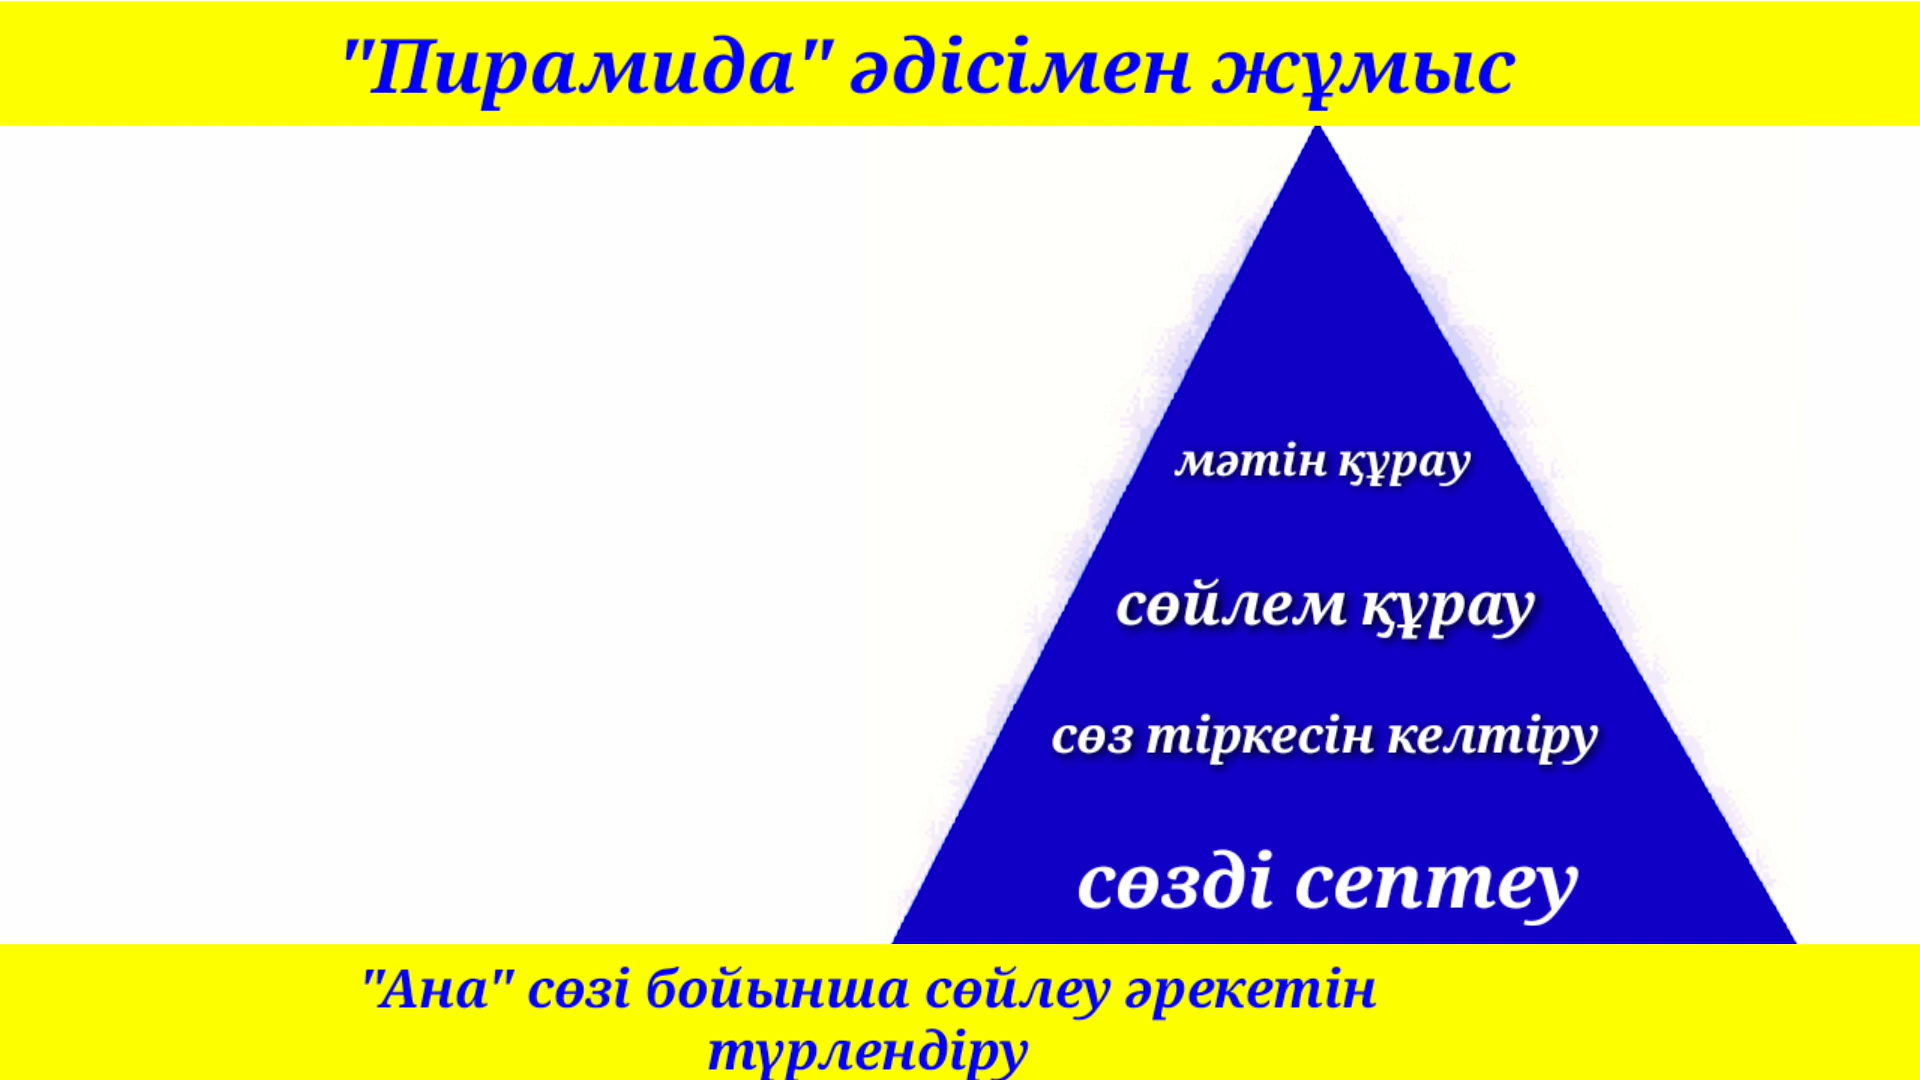 "Пирамида" әдісімен жұмыс
мәтін құрау
сөйлем құрау
сөз тіркесін келтіру
сөзді септеу
"Ана" сөзі бойынша сөйлеу әрекетін
түрлендіру